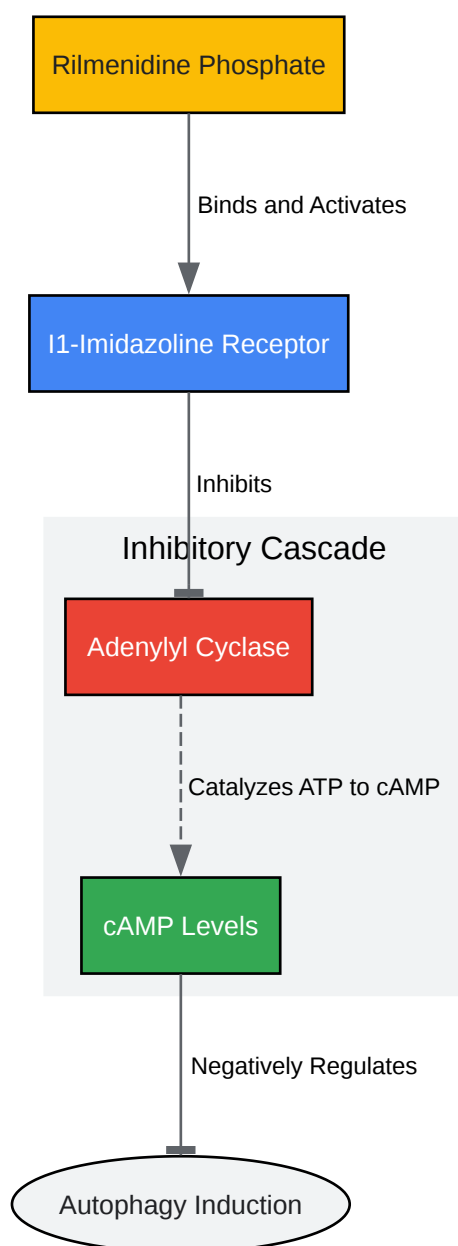 Rilmenidine Phosphate
Binds and Activates
I1-Imidazoline Receptor
Inhibits
Inhibitory Cascade
Adenylyl Cyclase
Catalyzes ATP to cAMP
cAMP Levels
Negatively Regulates
Autophagy Induction